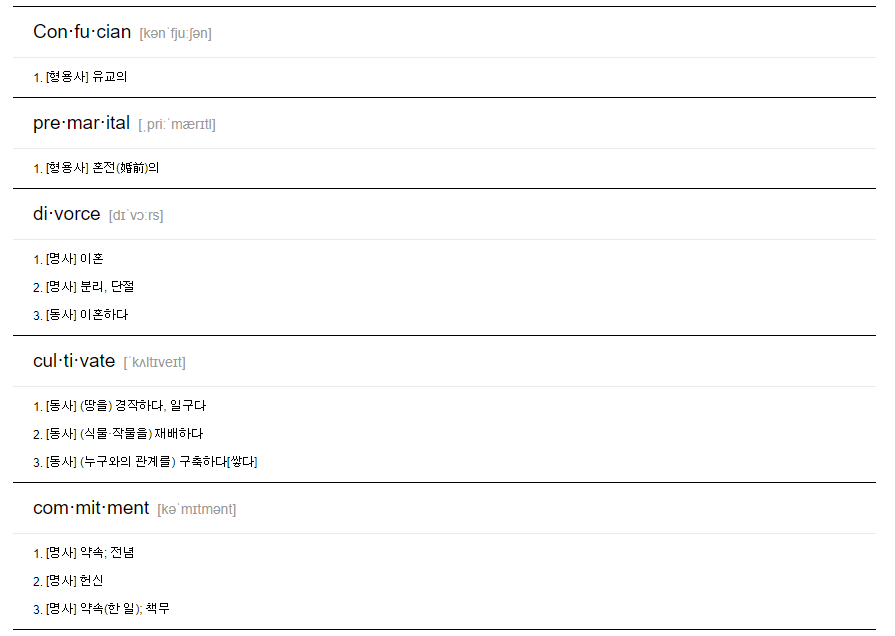 Con·fu·cian [kənˈfjuːʃən]
1. [형용사] 유교의
pre·mar·ital [ˌpriːˈmærɪtl]
1. [형용사] 혼전(婚前)의
di·vorce [dɪˈvɔːrs]
1. [명사] 이혼
2. [명사] 분리, 단절
3. [동사] 이혼하다
cul·ti·vate [ˈkʌltɪveɪt]
1. [동사] (땅을) 경작하다, 일구다
2. [동사] (식물·작물을) 재배하다
3. [동사] (누구와의 관계를) 구축하다[쌓다]
com·mit·ment [kəˈmɪtmənt]
1. [명사] 약속; 전념
2. [명사] 헌신
3. [명사] 약속(한 일); 책무